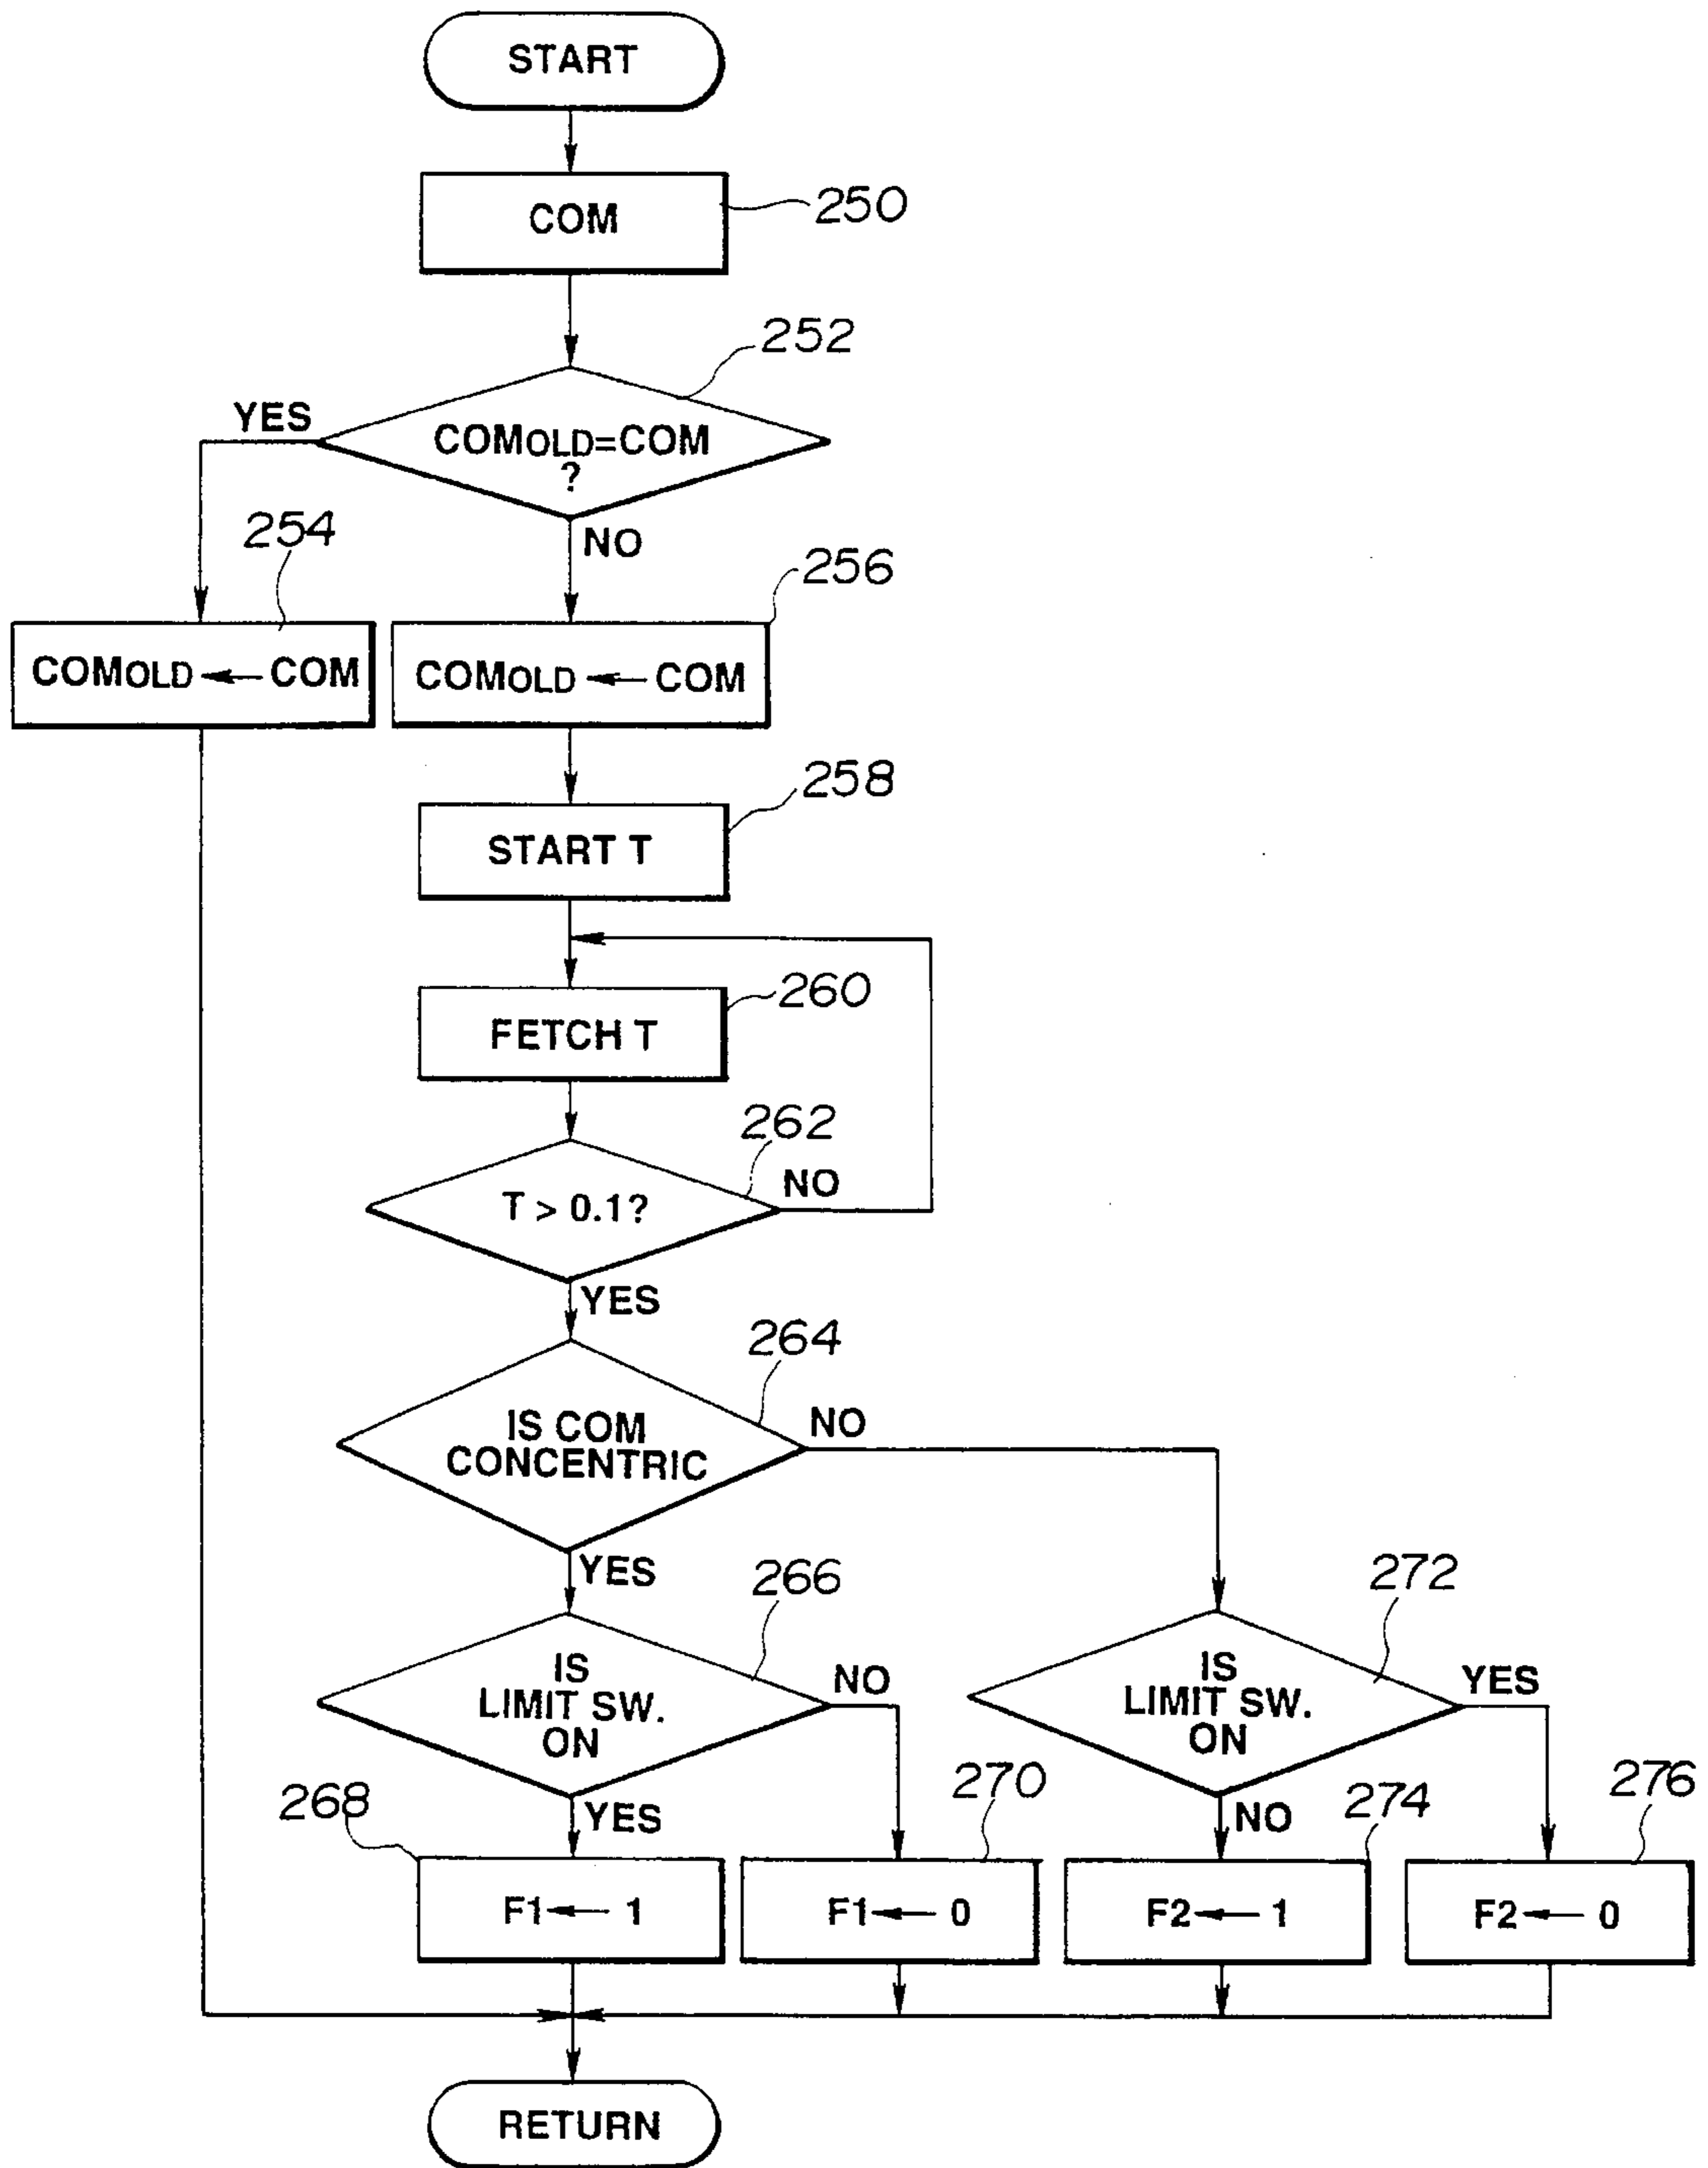 START
COM
250
252
COMOLD=COM
?
YES
NO
254
256
COMOLD ← COM
COMOLD ← COM
258
START T
260
FETCH T
262
T > 0.1?
NO
YES
264
IS COM
CONCENTRIC
NO
YES
266
IS
LIMIT SW.
ON
NO
YES
272
IS
LIMIT SW.
ON
YES
NO
268
F1 ← 1
270
F1 ← 0
274
F2 ← 1
276
F2 ← 0
RETURN